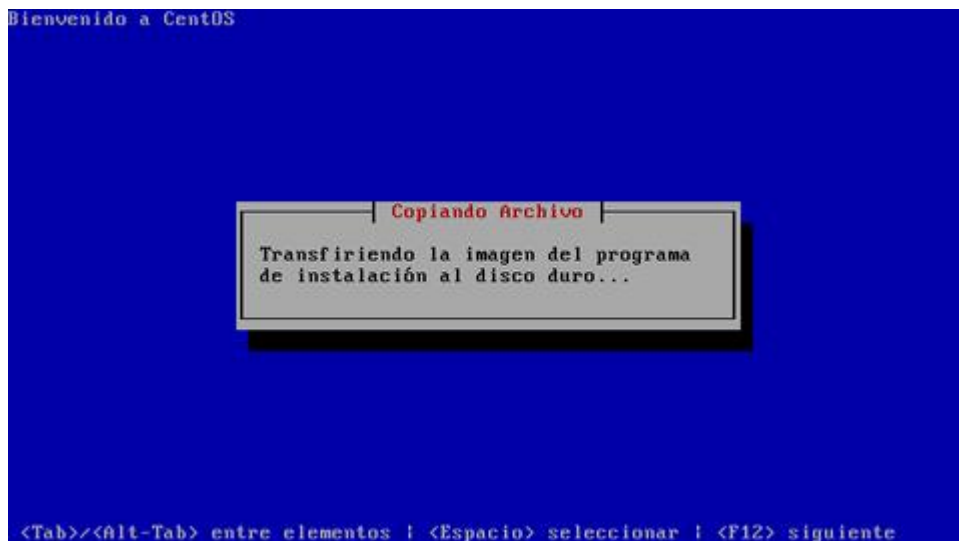 Bienvenido a CentOS
Copiando Archivo
Transfiriendo la imagen del programa
de instalación al disco duro...
<Tab>/<Alt-Tab> entre elementos | <Espacio> seleccionar | <F12> siguiente